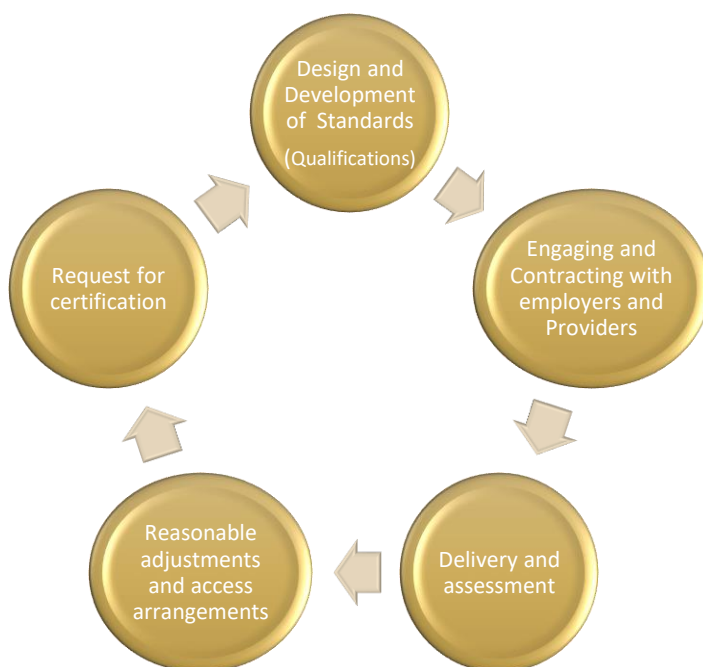 Design and
Development
of Standards
(Qualifications)
Engaging and
Contracting with
employers and
Providers
Delivery and
assessment
Reasonable
adjustments
and access
arrangements
Request for
certification